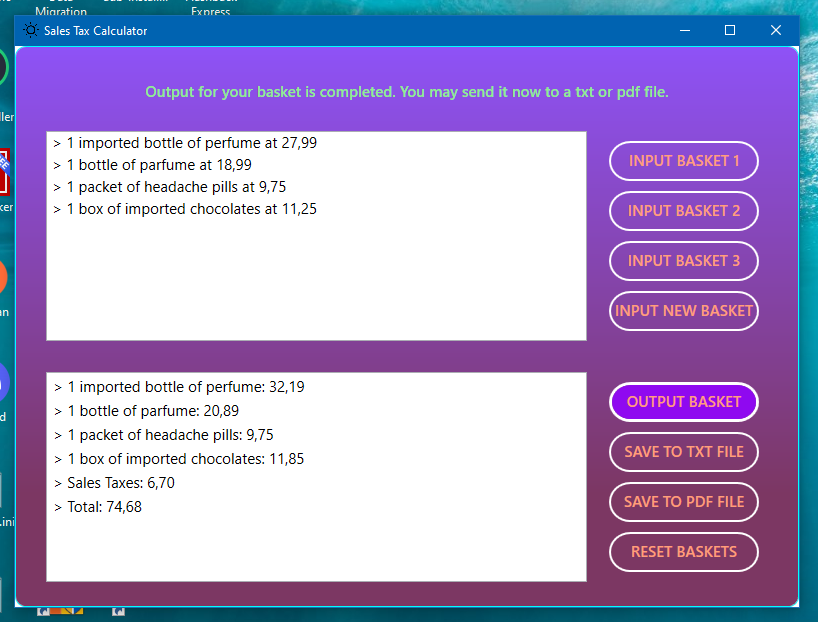 Migration
Express
Sales Tax Calculator
Output for your basket is completed. You may send it now to a txt or pdf file.
> 1 imported bottle of perfume at 27,99
> 1 bottle of parfume at 18,99
> 1 packet of headache pills at 9,75
> 1 box of imported chocolates at 11,25
INPUT BASKET 1
INPUT BASKET 2
INPUT BASKET 3
INPUT NEW BASKET
> 1 imported bottle of perfume: 32,19
> 1 bottle of parfume: 20,89
> 1 packet of headache pills: 9,75
> 1 box of imported chocolates: 11,85
> Sales Taxes: 6,70
> Total: 74,68
OUTPUT BASKET
SAVE TO TXT FILE
SAVE TO PDF FILE
RESET BASKETS